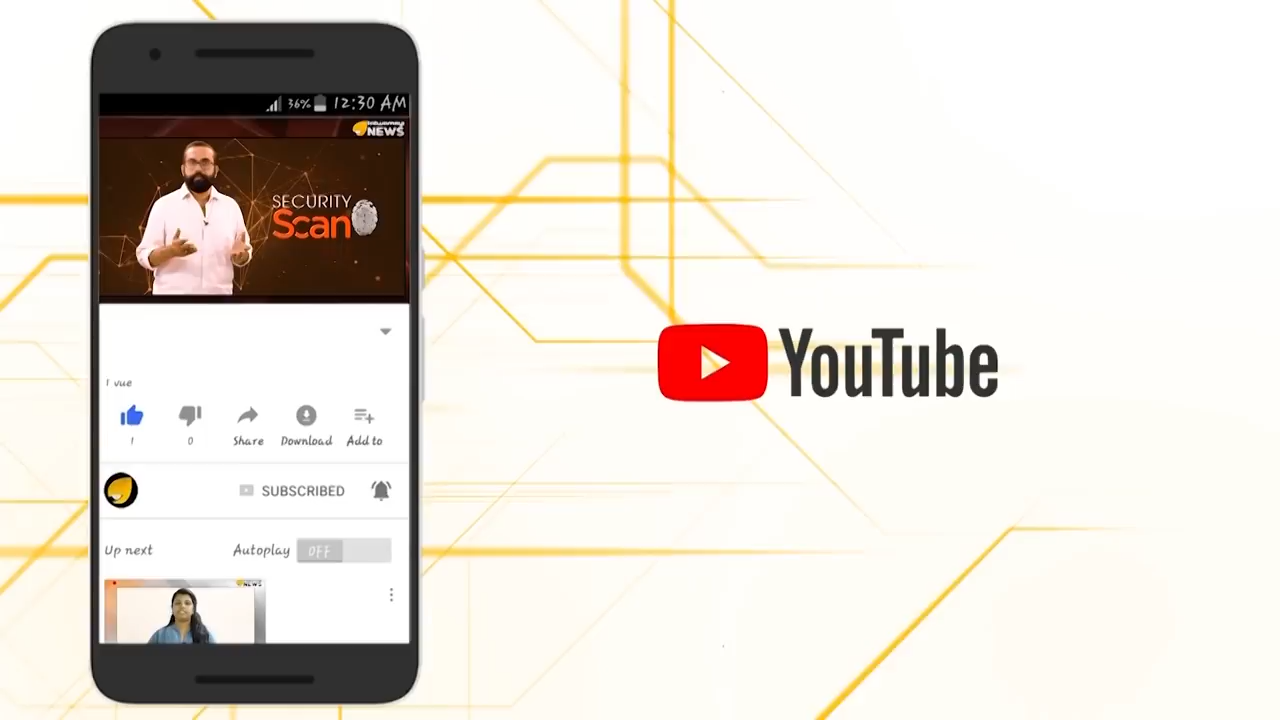 36% 12:30 AM
NEWS
SECURITY
Scan
1 vue
1
0
Share
Download
Add to
SUBSCRIBED
Up next
Autoplay
OFF
NEWS
YouTube